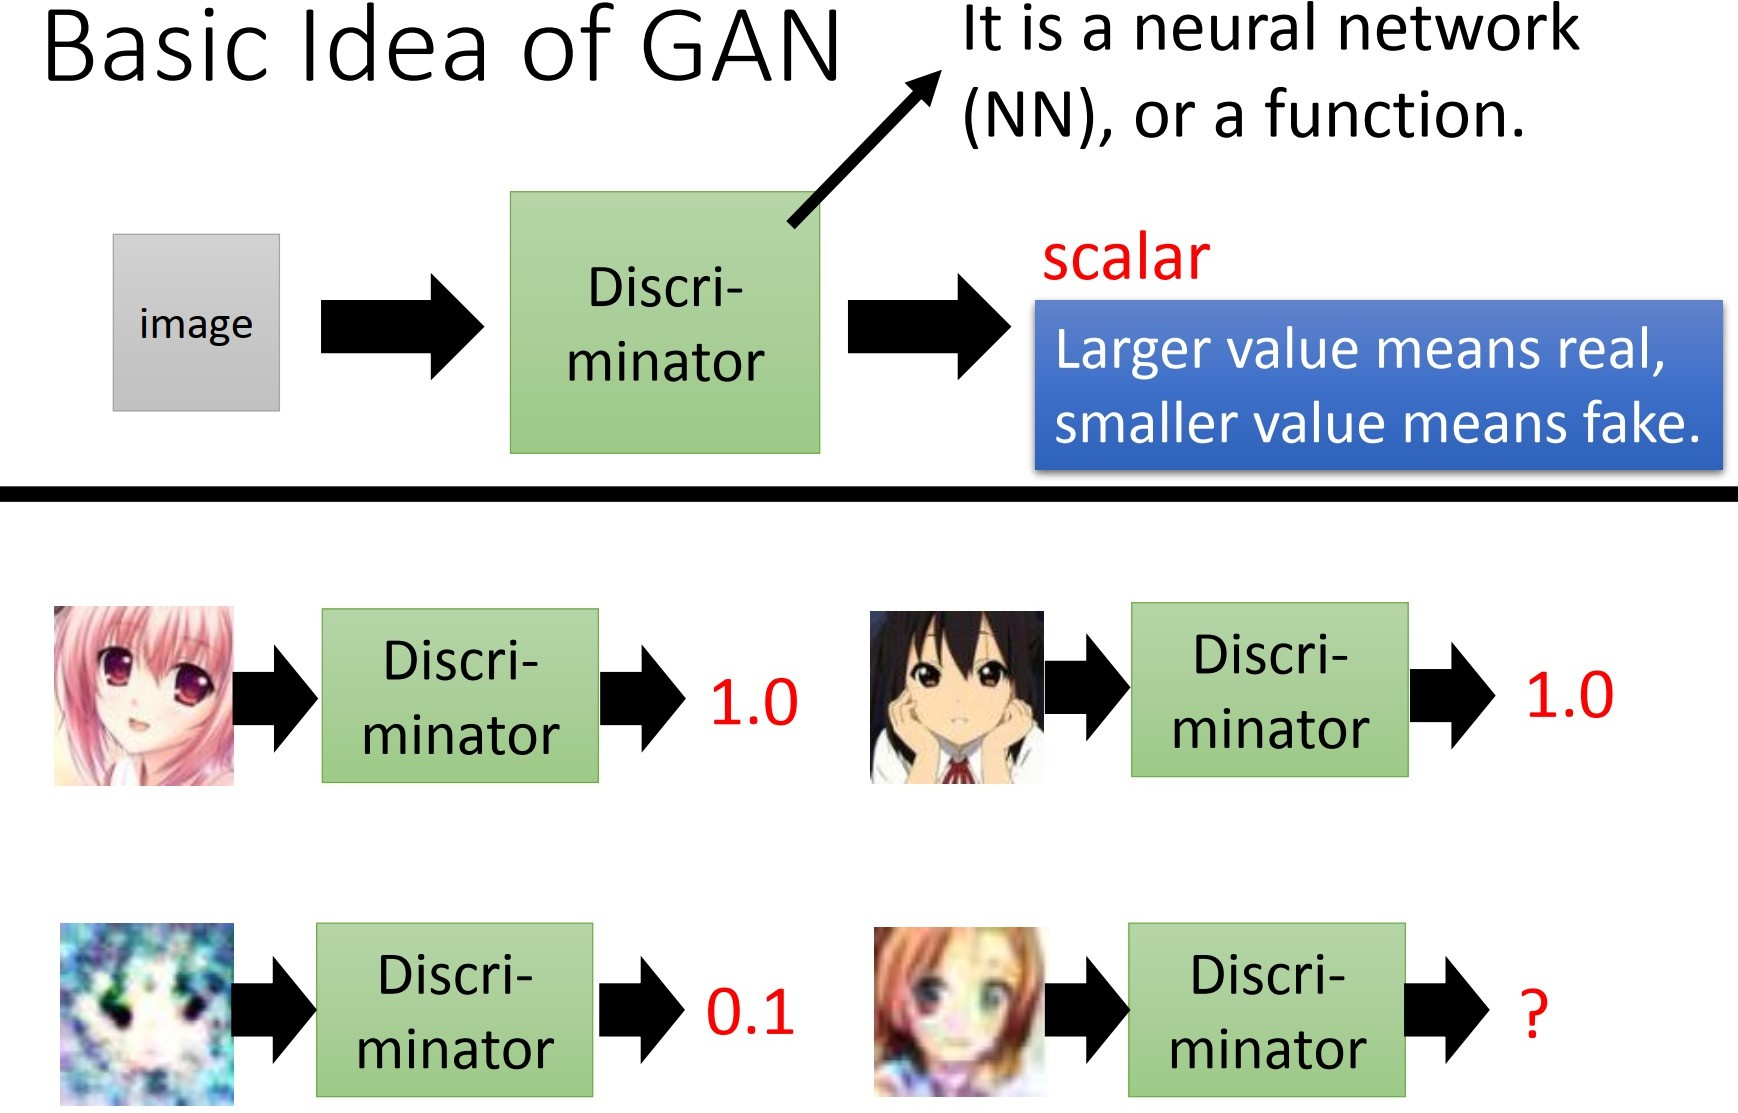 Basic Idea of GAN
It is a neural network
(NN), or a function.
image
Discri-
minator
scalar
Larger value means real,
smaller value means fake.
Discri-
minator
1.0
Discri-
minator
1.0
Discri-
minator
0.1
Discri-
minator
?